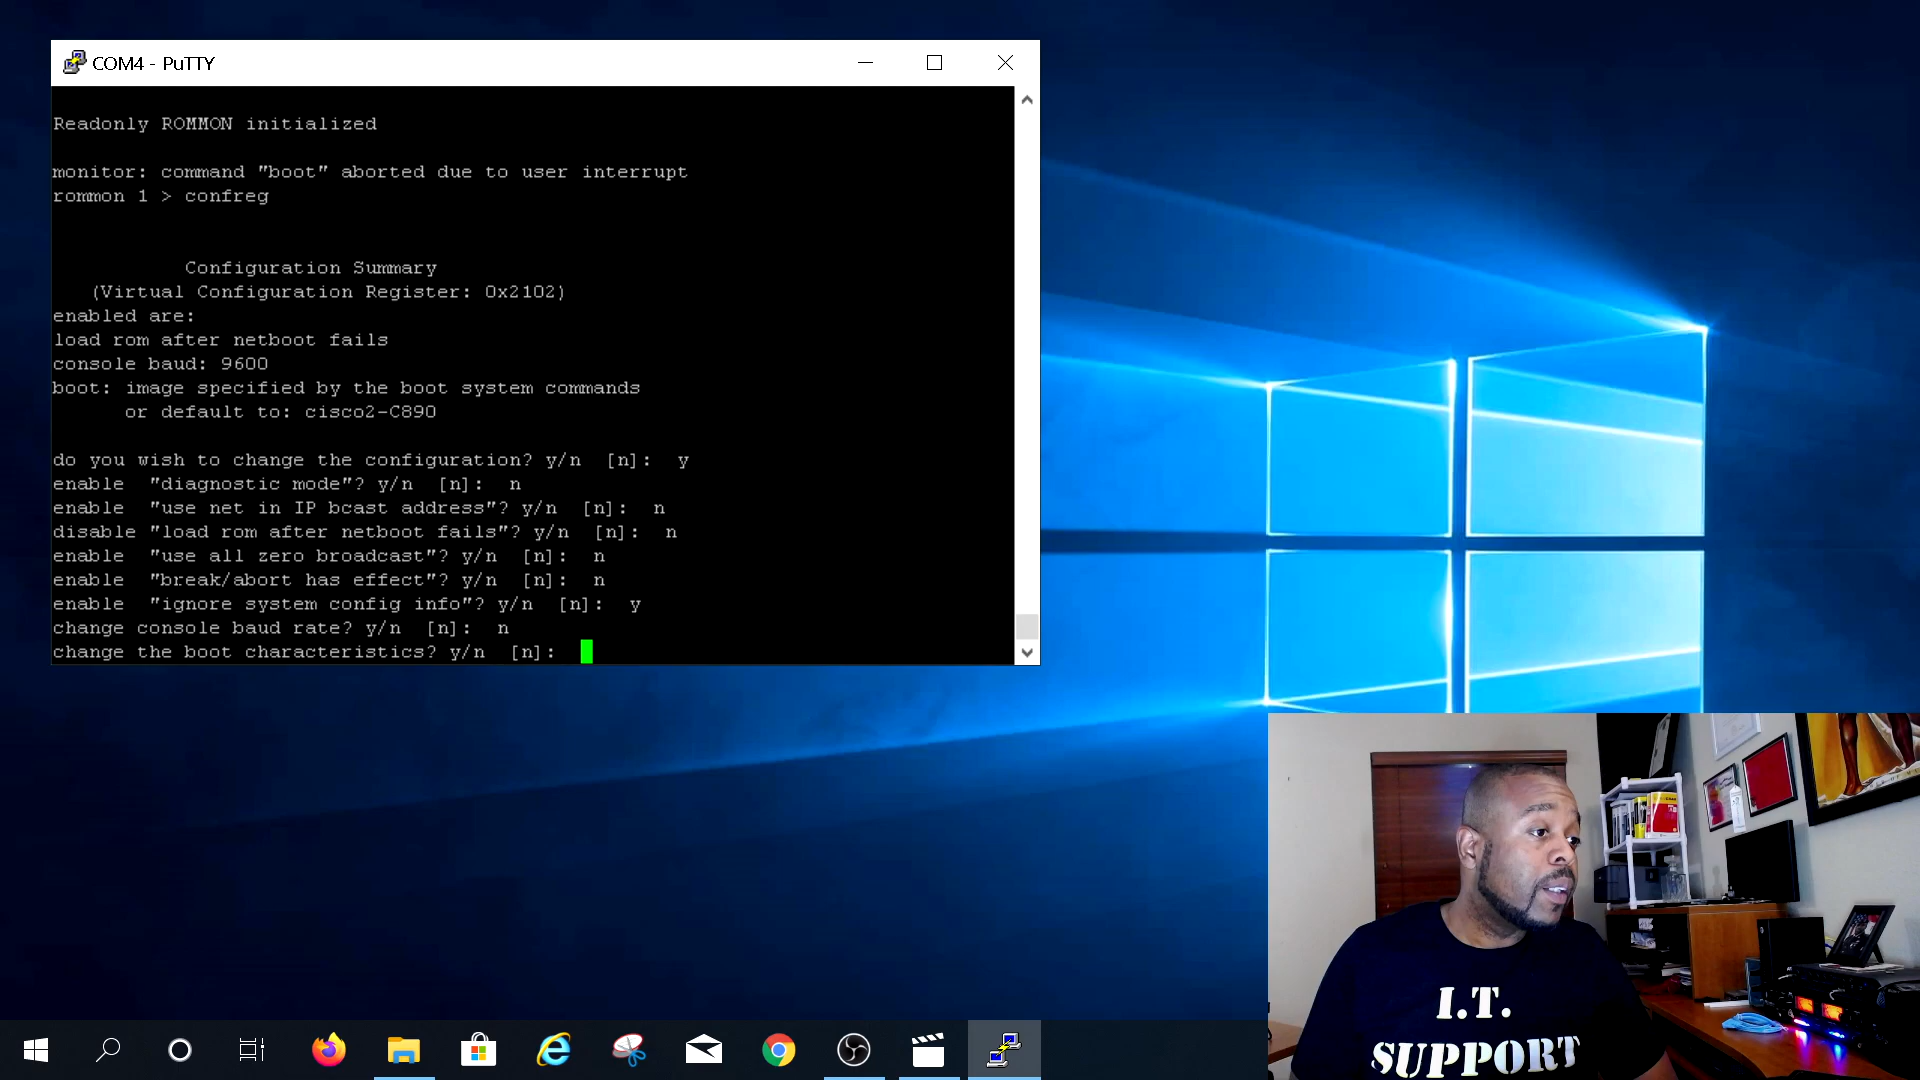 COM4 - PuTTY
Readonly ROMMON initialized
monitor: command "boot" aborted due to user interrupt
rommon 1 > confreg
Configuration Summary
(Virtual Configuration Register: 0x2102)
enabled are:
load rom after netboot fails
console baud: 9600
boot: image specified by the boot system commands
or default to: cisco2-C890
do you wish to change the configuration? y/n  [n]:  y
enable  "diagnostic mode"? y/n  [n]:  n
enable  "use net in IP bcast address"? y/n  [n]:  n
disable "load rom after netboot fails"? y/n  [n]:  n
enable  "use all zero broadcast"? y/n  [n]:  n
enable  "break/abort has effect"? y/n  [n]:  n
enable  "ignore system config info"? y/n  [n]:  y
change console baud rate? y/n  [n]:  n
change the boot characteristics? y/n  [n]:
I.T.
SUPPORT